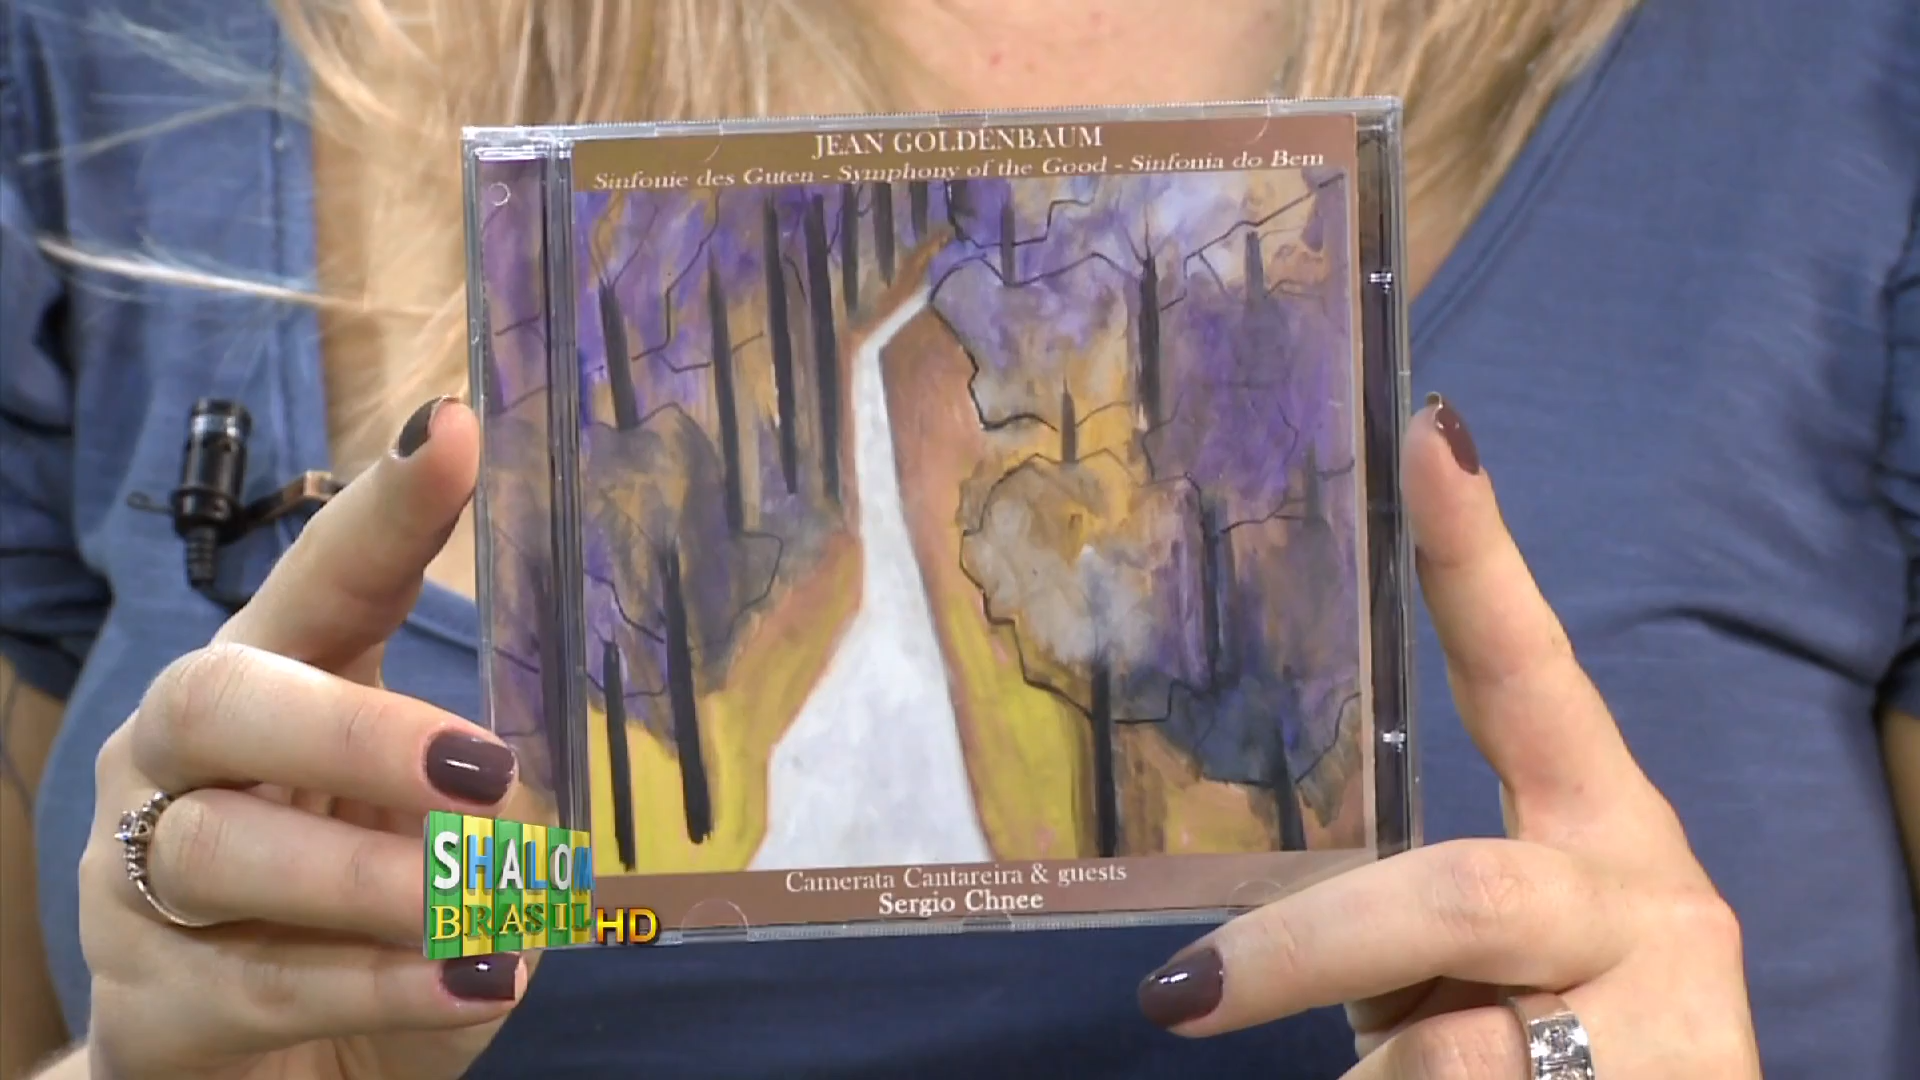 JEAN GOLDENBAUM
Sinfonie des Guten - Symphony of the Good - Sinfonia do Bem
Camerata Cantareira & guests
Sergio Chnee
SHALOM
BRASIL HD